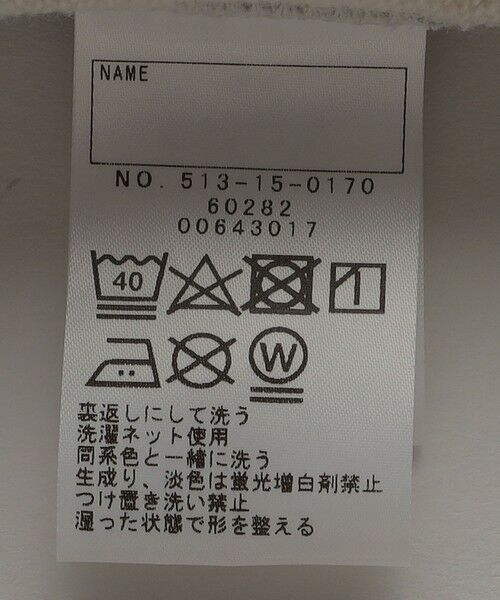 NAME
NO. 513-15-0170
60282
00643017
40
W
裏返しにして洗う
洗濯ネット使用
同系色と一緒に洗う
生成り、淡色は蛍光増白剤禁止
つけ置き洗い禁止
湿った状態で形を整える